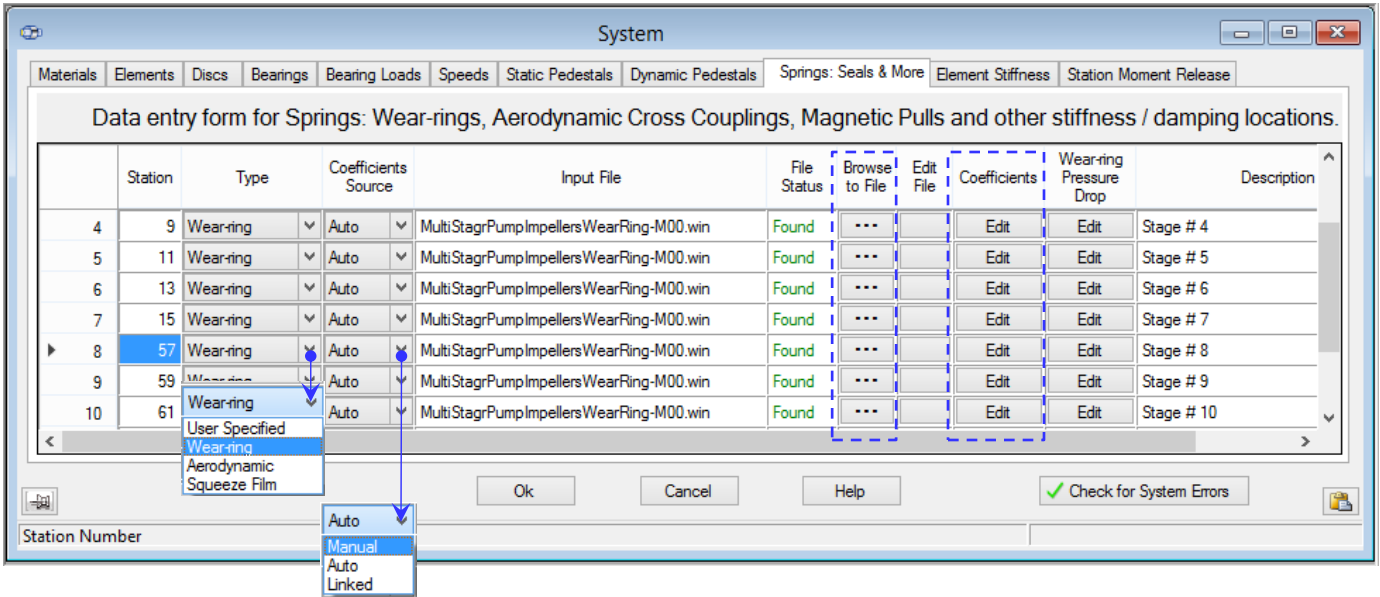 System
Materials Elements Discs Bearings Bearing Loads Speeds Static Pedestals Dynamic Pedestals Springs: Seals & More Element Stiffness Station Moment Release
Data entry form for Springs: Wear-rings, Aerodynamic Cross Couplings, Magnetic Pulls and other stiffness / damping locations.
Station Type Coefficients Source Input File File Status Browse to File Edit File Coefficients Wear-ring Pressure Drop Description
4 9 Wear-ring Auto MultiStagrPumpImpellersWearRing-M00.win Found --- Edit Edit Stage # 4
5 11 Wear-ring Auto MultiStagrPumpImpellersWearRing-M00.win Found --- Edit Edit Stage # 5
6 13 Wear-ring Auto MultiStagrPumpImpellersWearRing-M00.win Found --- Edit Edit Stage # 6
7 15 Wear-ring Auto MultiStagrPumpImpellersWearRing-M00.win Found --- Edit Edit Stage # 7
8 57 Wear-ring Auto MultiStagrPumpImpellersWearRing-M00.win Found --- Edit Edit Stage # 8
9 59 Wear-ring Auto MultiStagrPumpImpellersWearRing-M00.win Found --- Edit Edit Stage # 9
10 61 Auto MultiStagrPumpImpellersWearRing-M00.win Found --- Edit Edit Stage # 10
Wear-ring
User Specified
Wear-ring
Aerodynamic
Squeeze Film
Ok Cancel Help Check for System Errors
Auto
Manual
Auto
Linked
Station Number